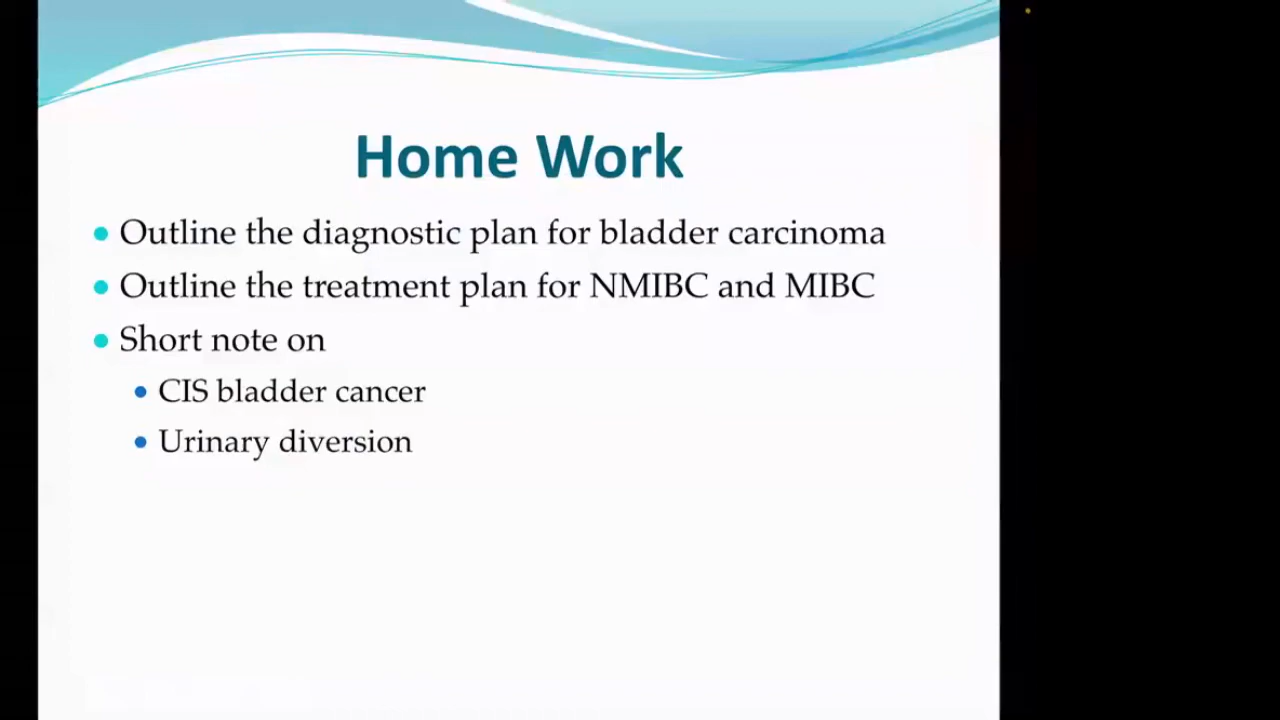 Home Work
Outline the diagnostic plan for bladder carcinoma
Outline the treatment plan for NMIBC and MIBC
Short note on
CIS bladder cancer
Urinary diversion